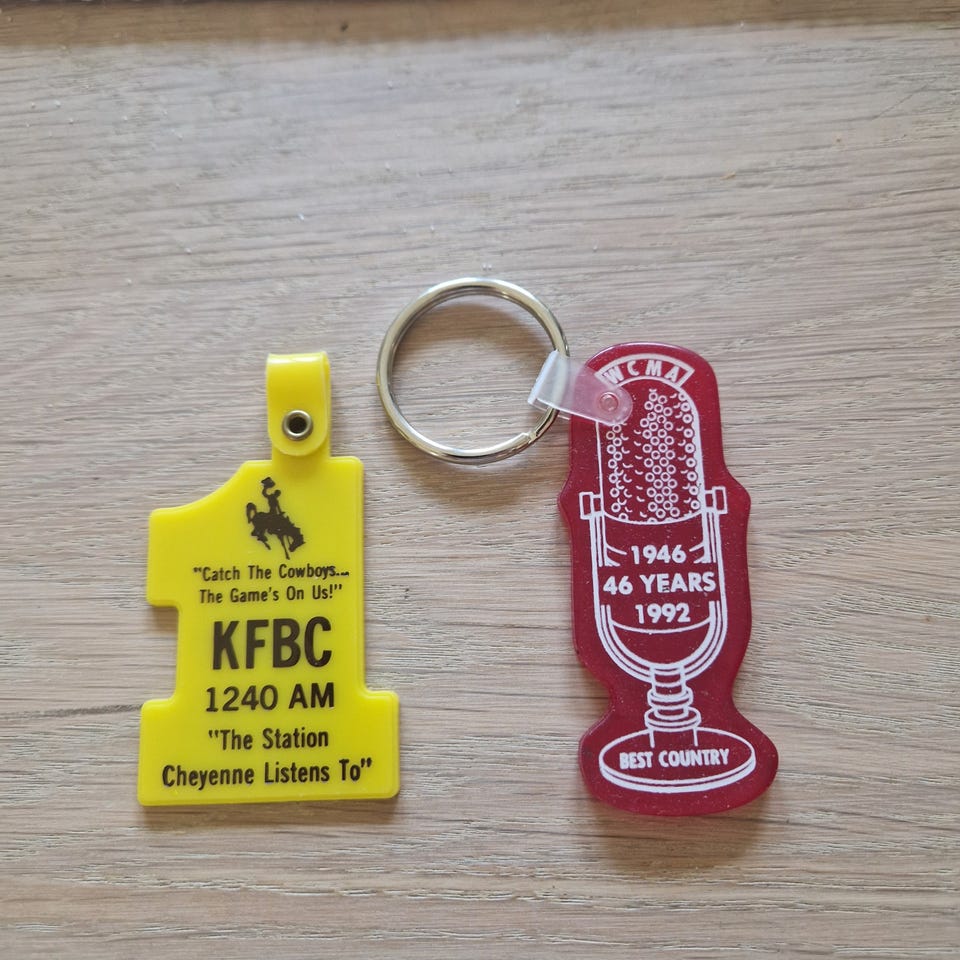 "Catch The Cowboys...
The Game's On Us!"
KFBC
1240 AM
"The Station
Cheyenne Listens To"
WCMA
1946
46 YEARS
1992
BEST COUNTRY